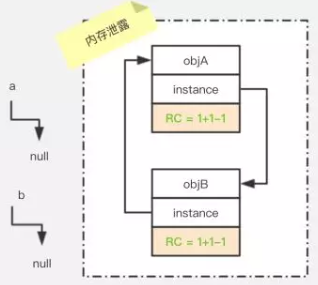 内存泄露
a
null
b
null
objA
instance
RC = 1+1-1
objB
instance
RC = 1+1-1